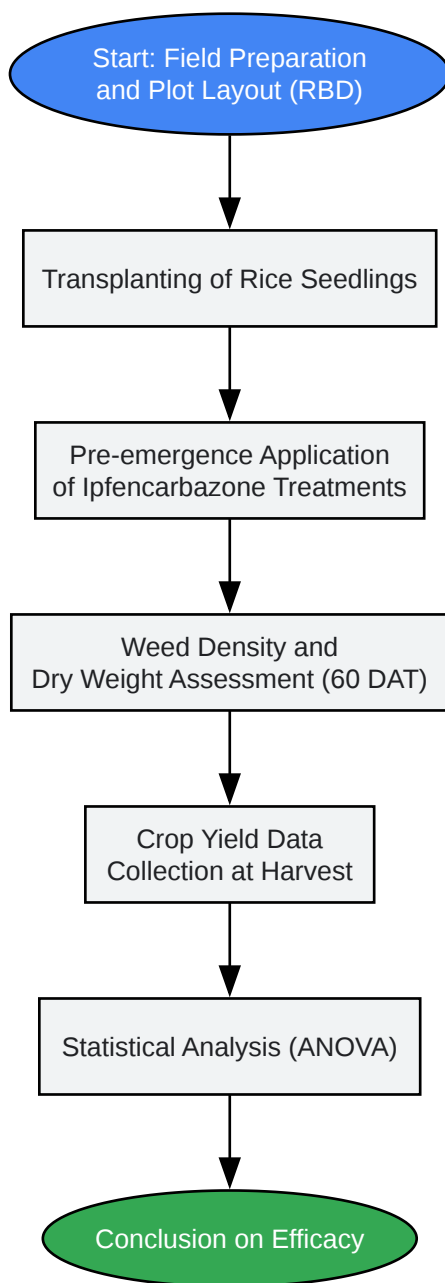 Start: Field Preparation
and Plot Layout (RBD)
Transplanting of Rice Seedlings
Pre-emergence Application
of Ipfencarbazone Treatments
Weed Density and
Dry Weight Assessment (60 DAT)
Crop Yield Data
Collection at Harvest
Statistical Analysis (ANOVA)
Conclusion on Efficacy